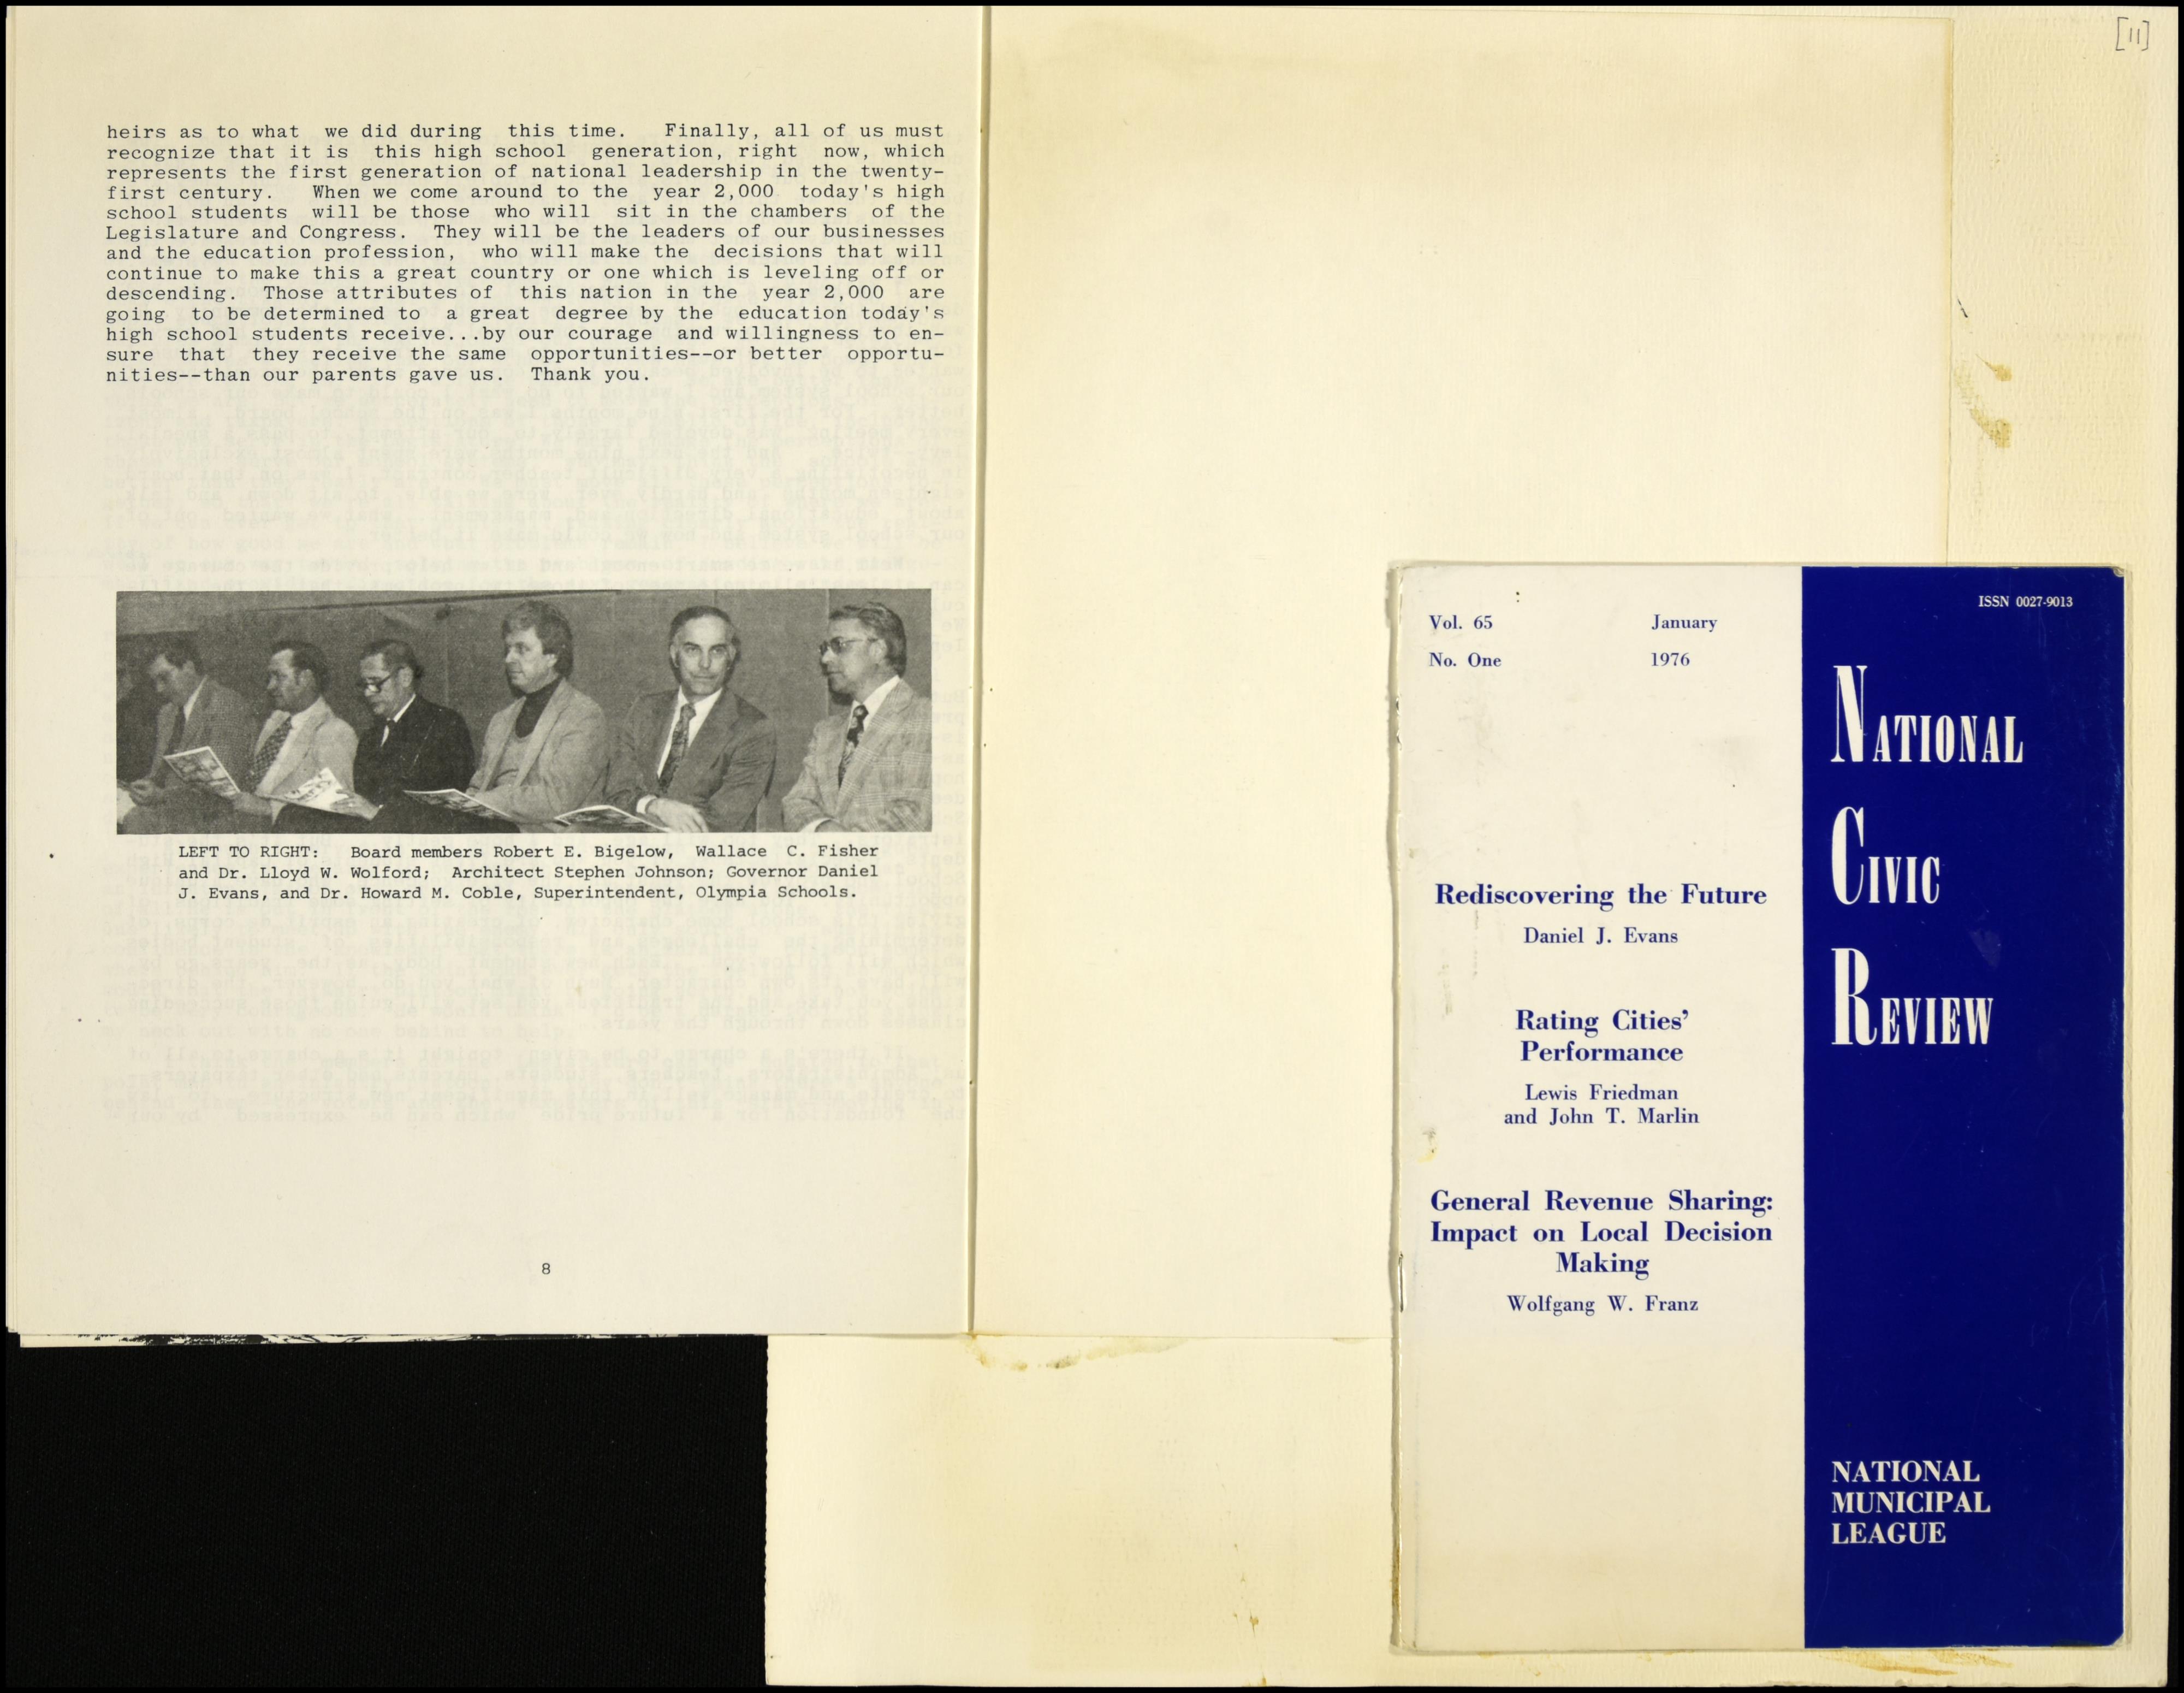 [11]
heirs as to what we did during this time. Finally, all of us must
recognize that it is this high school generation, right now, which
represents the first generation of national leadership in the twenty-
first century. When we come around to the year 2,000 today's high
school students will be those who will sit in the chambers of the
Legislature and Congress. They will be the leaders of our businesses
and the education profession, who will make the decisions that will
continue to make this a great country or one which is leveling off or
descending. Those attributes of this nation in the year 2,000 are
going to be determined to a great degree by the education today's
high school students receive...by our courage and willingness to en-
sure that they receive the same opportunities--or better opportu-
nities--than our parents gave us. Thank you.
LEFT TO RIGHT: Board members Robert E. Bigelow, Wallace C. Fisher
and Dr. Lloyd W. Wolford; Architect Stephen Johnson; Governor Daniel
J. Evans, and Dr. Howard M. Coble, Superintendent, Olympia Schools.
8
Vol. 65 January
No. One 1976
Rediscovering the Future
Daniel J. Evans
Rating Cities'
Performance
Lewis Friedman
and John T. Marlin
General Revenue Sharing:
Impact on Local Decision
Making
Wolfgang W. Franz
ISSN 0027-9013
NATIONAL
CIVIC
REVIEW
NATIONAL
MUNICIPAL
LEAGUE